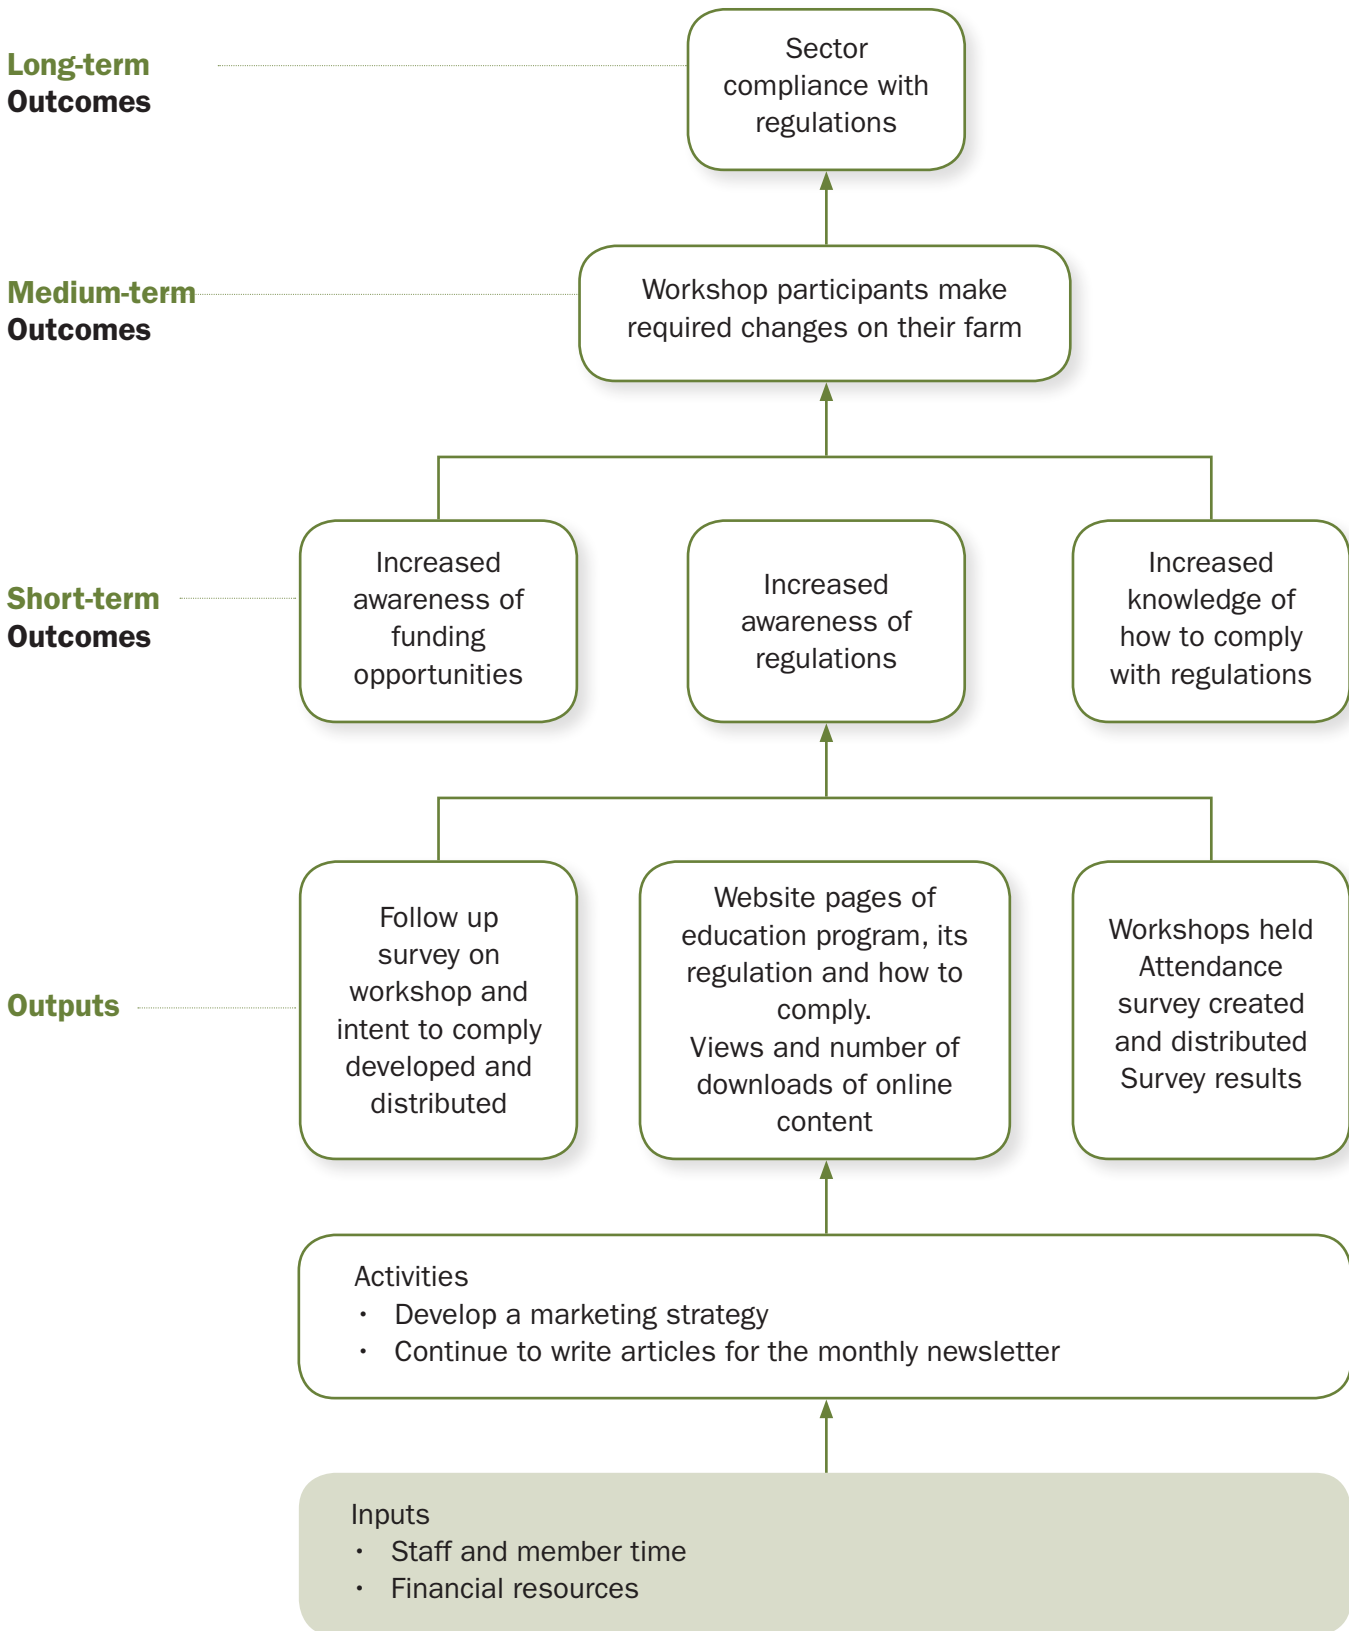 Long-term
Outcomes
Sector
compliance with
regulations
Medium-term
Outcomes
Workshop participants make
required changes on their farm
Short-term
Outcomes
Increased
awareness of
funding
opportunities
Increased
awareness of
regulations
Increased
knowledge of
how to comply
with regulations
Outputs
Follow up
survey on
workshop and
intent to comply
developed and
distributed
Website pages of
education program, its
regulation and how to
comply.
Views and number of
downloads of online
content
Workshops held
Attendance
survey created
and distributed
Survey results
Activities
· Develop a marketing strategy
· Continue to write articles for the monthly newsletter
Inputs
· Staff and member time
· Financial resources